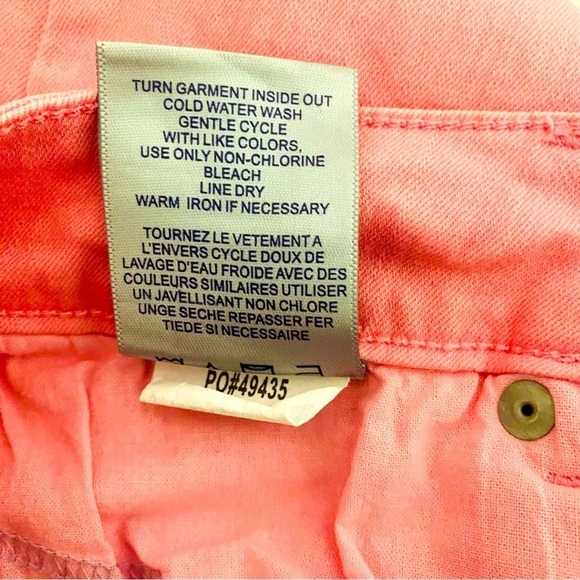 TURN GARMENT INSIDE OUT
COLD WATER WASH
GENTLE CYCLE
WITH LIKE COLORS,
USE ONLY NON-CHLORINE
BLEACH
LINE DRY
WARM IRON IF NECESSARY
TOURNEZ LE VETEMENT A
L'ENVERS CYCLE DOUX DE
LAVAGE D'EAU FROIDE AVEC DES
COULEURS SIMILAIRES UTILISER
UN JAVELLISANT NON CHLORE
UNGE SECHE REPASSER FER
TIEDE SI NECESSAIRE
PO#49435